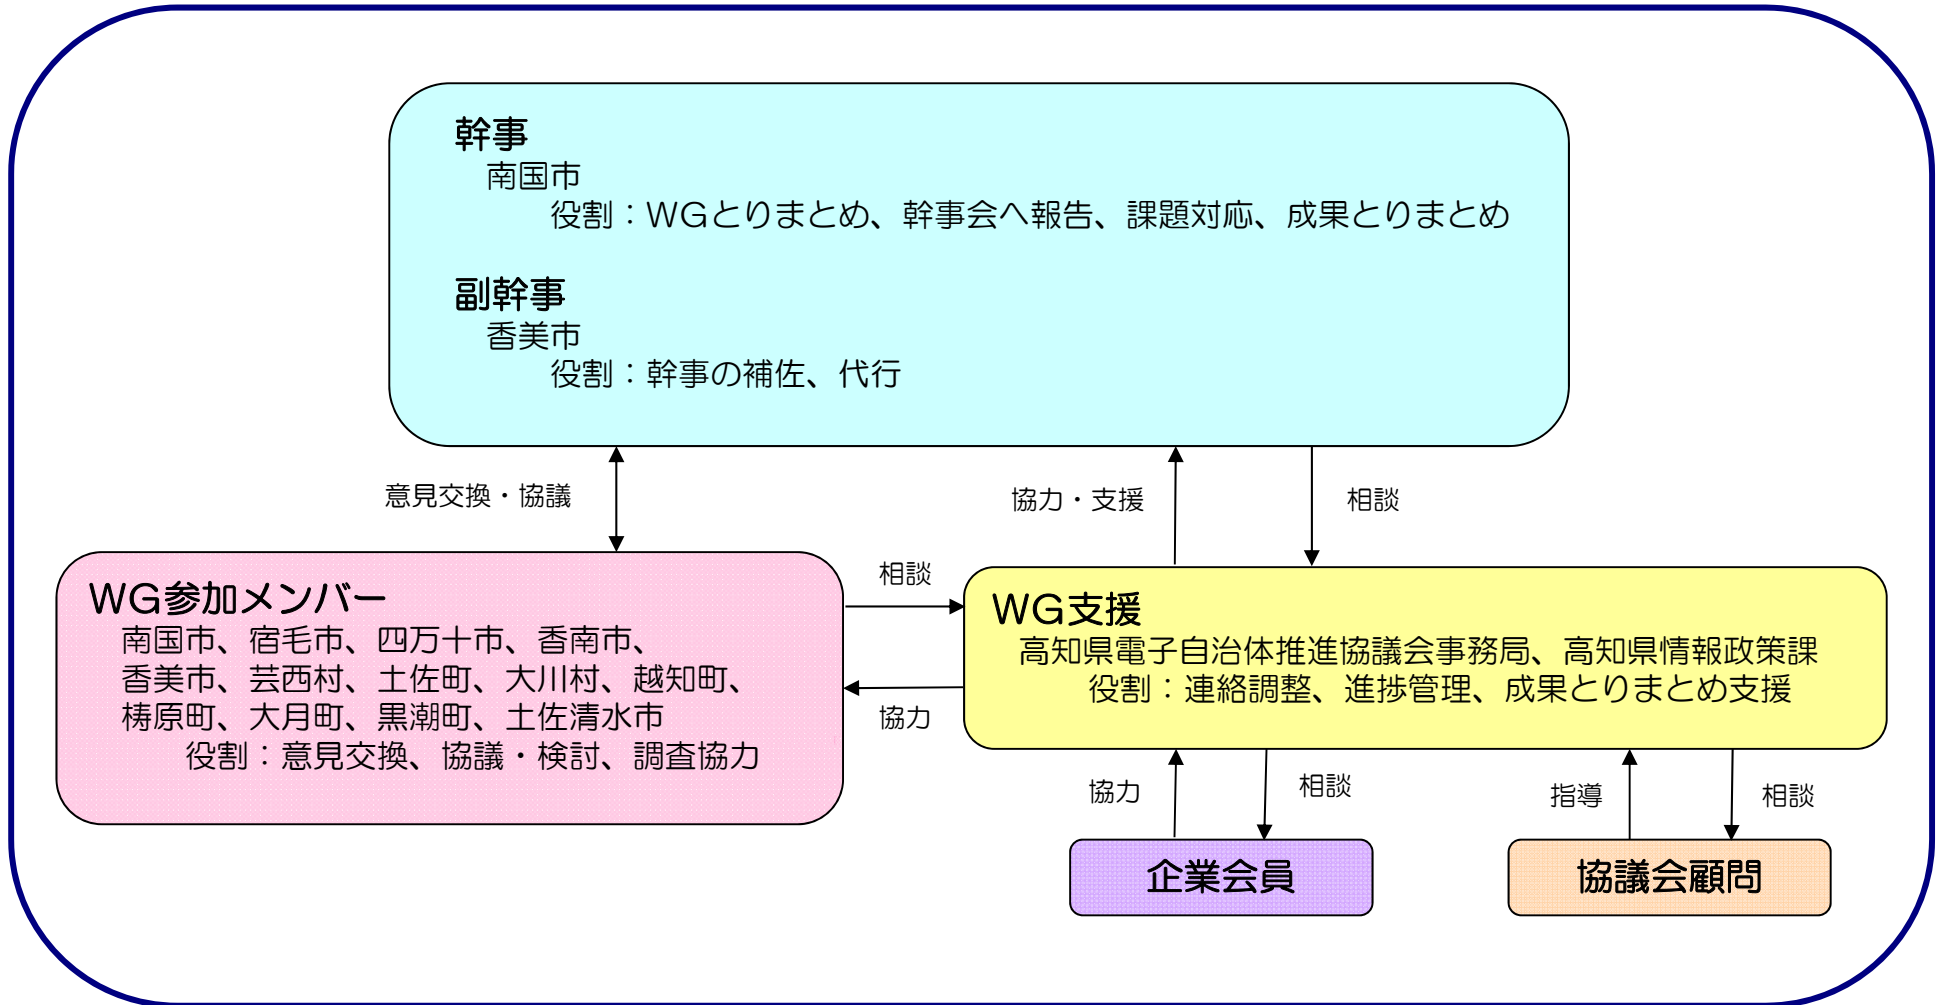 幹事
南国市
役割：WGとりまとめ、幹事会へ報告、課題対応、成果とりまとめ
副幹事
香美市
役割：幹事の補佐、代行
意見交換・協議
協力・支援
相談
WG参加メンバー
南国市、宿毛市、四万十市、香南市、
香美市、芸西村、土佐町、大川村、越知町、
梼原町、大月町、黒潮町、土佐清水市
役割：意見交換、協議・検討、調査協力
相談
協力
WG支援
高知県電子自治体推進協議会事務局、高知県情報政策課
役割：連絡調整、進捗管理、成果とりまとめ支援
協力
相談
指導
相談
企業会員
協議会顧問